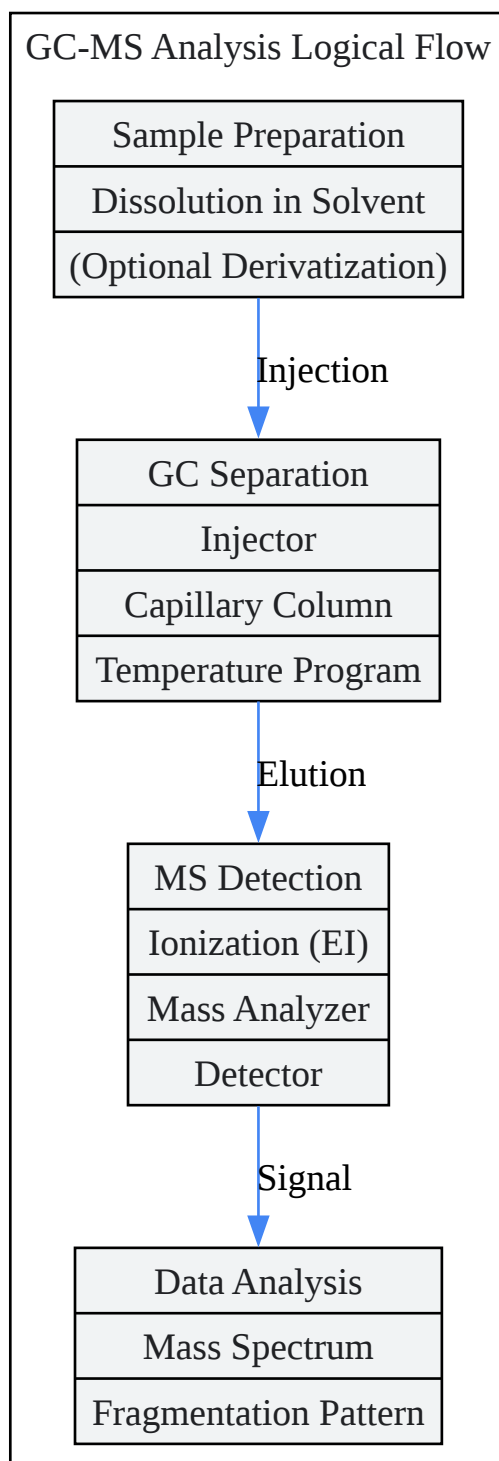 GC-MS Analysis Logical Flow
Sample Preparation
Dissolution in Solvent
(Optional Derivatization)
Injection
GC Separation
Injector
Capillary Column
Temperature Program
Elution
MS Detection
Ionization (EI)
Mass Analyzer
Detector
Signal
Data Analysis
Mass Spectrum
Fragmentation Pattern